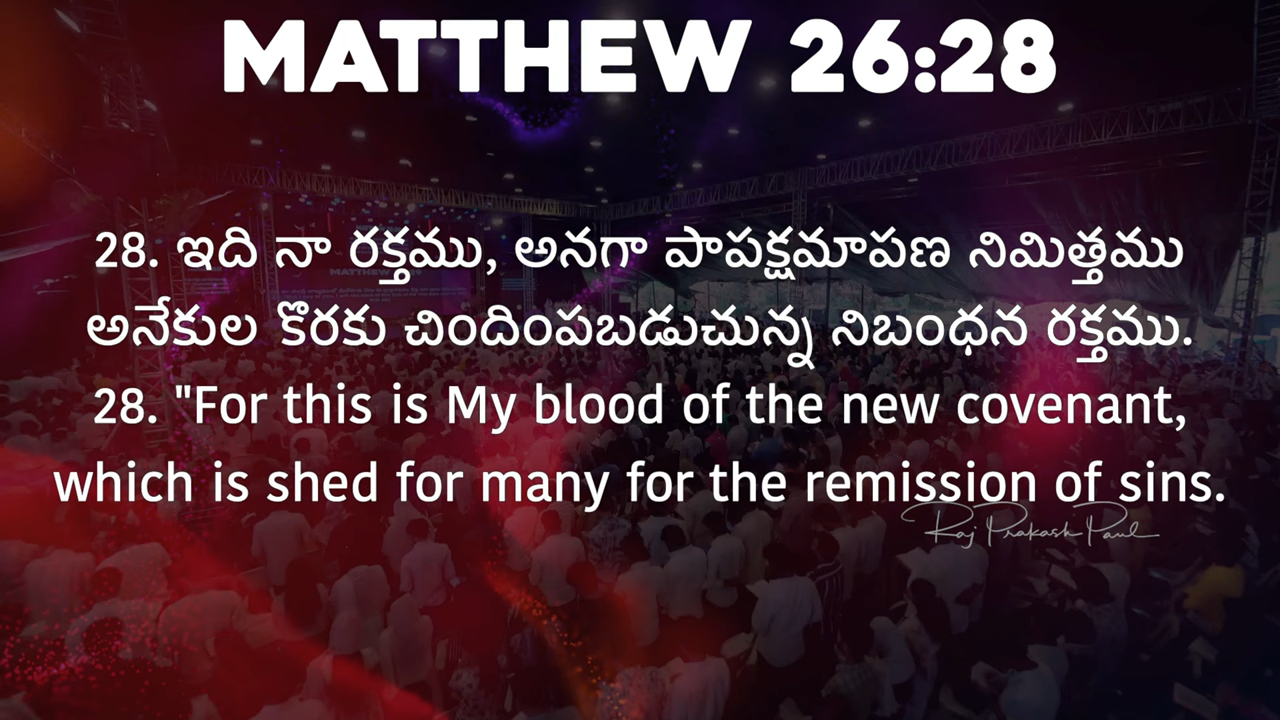 MATTHEW 26:28
28. ఇది నా రక్తము, అనగా పాపక్షమాపణ నిమిత్తము
అనేకుల కొరకు చిందింపబడుచున్న నిబంధన రక్తము.
28. "For this is My blood of the new covenant,
which is shed for many for the remission of sins.
Raj Prakash Paul